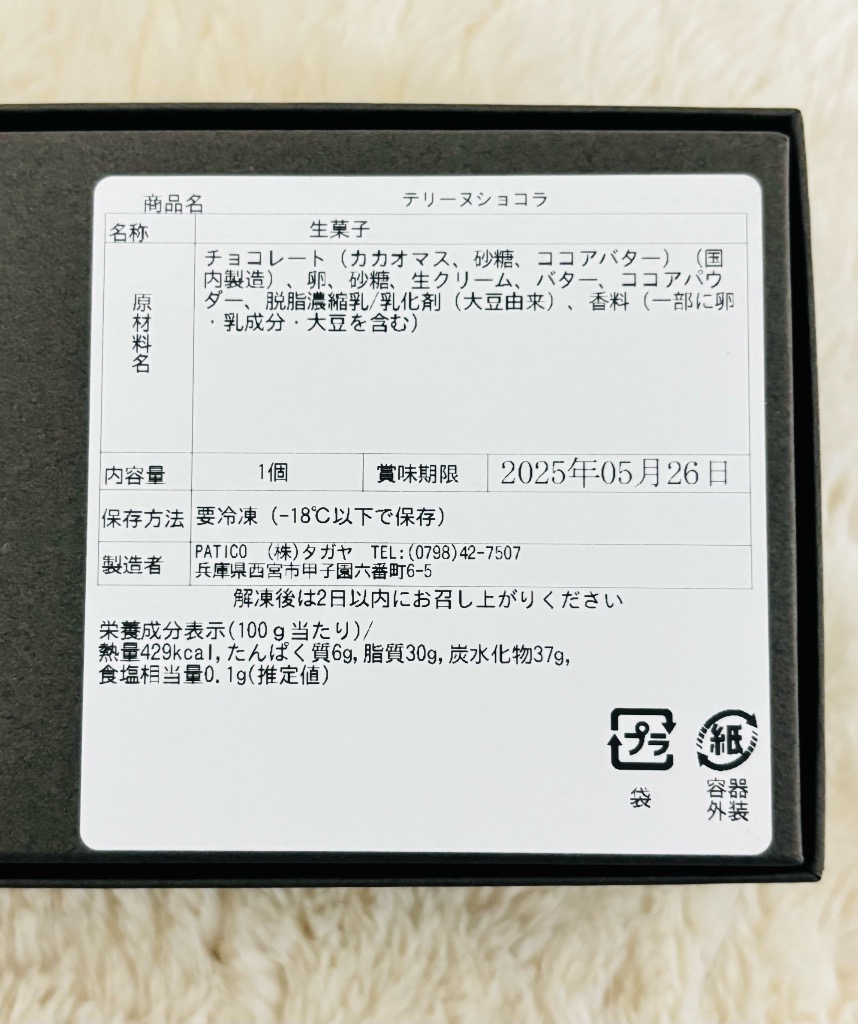 商品名 テリーヌショコラ
名称 生菓子
原材料名
チョコレート(カカオマス、砂糖、ココアバター)(国
内製造)、卵、砂糖、生クリーム、バター、ココアパウ
ダー、脱脂濃縮乳/乳化剤(大豆由来)、香料(一部に卵
・乳成分・大豆を含む)
内容量 1個 賞味期限 2025年05月26日
保存方法 要冷凍(-18℃以下で保存)
製造者
PATICO (株)タガヤ TEL:(0798)42-7507
兵庫県西宮市甲子園六番町6-5
解凍後は2日以内にお召し上がりください
栄養成分表示(100g当たり)/
熱量429kcal,たんぱく質6g,脂質30g,炭水化物37g,
食塩相当量0.1g(推定値)
プラ 紙
袋 容器
外装